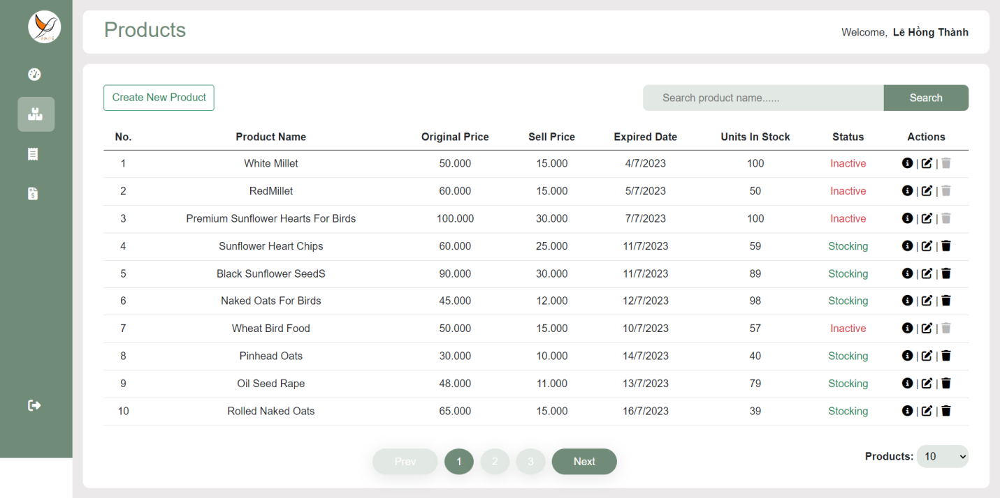 Products
Welcome, Lê Hồng Thành
Create New Product
Search product name......
Search
No. Product Name Original Price Sell Price Expired Date Units In Stock Status Actions
1 White Millet 50.000 15.000 4/7/2023 100 Inactive | |
2 RedMillet 60.000 15.000 5/7/2023 50 Inactive | |
3 Premium Sunflower Hearts For Birds 100.000 30.000 7/7/2023 100 Inactive | |
4 Sunflower Heart Chips 60.000 25.000 11/7/2023 59 Stocking | |
5 Black Sunflower SeedS 90.000 30.000 11/7/2023 89 Stocking | |
6 Naked Oats For Birds 45.000 12.000 12/7/2023 98 Stocking | |
7 Wheat Bird Food 50.000 15.000 10/7/2023 57 Inactive | |
8 Pinhead Oats 30.000 10.000 14/7/2023 40 Stocking | |
9 Oil Seed Rape 48.000 11.000 13/7/2023 79 Stocking | |
10 Rolled Naked Oats 65.000 15.000 16/7/2023 39 Stocking | |
Prev 1 2 3 Next
Products: 10